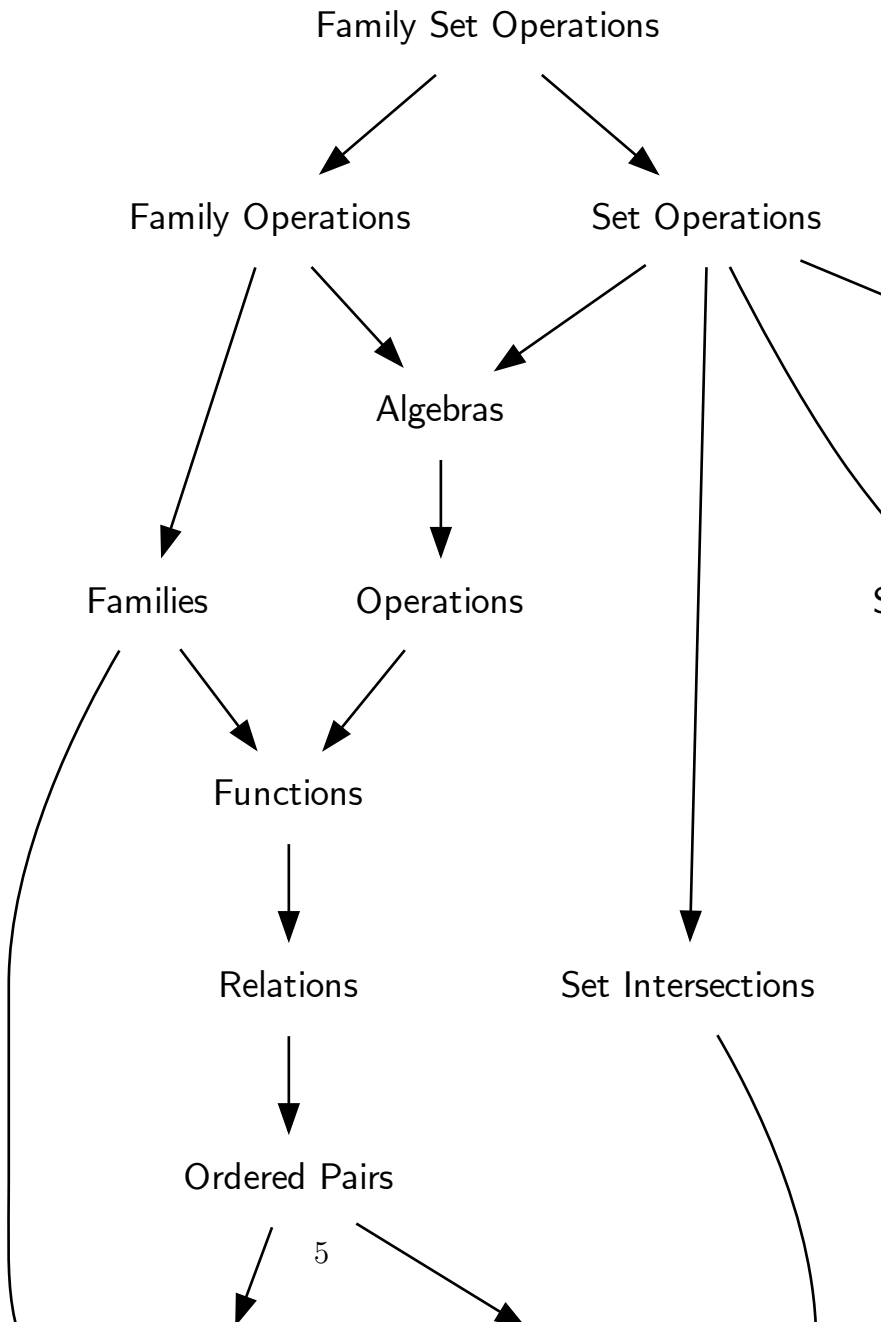 Family Set Operations
Family Operations
Set Operations
Algebras
Families
Operations
Functions
Relations
Set Intersections
Ordered Pairs
5